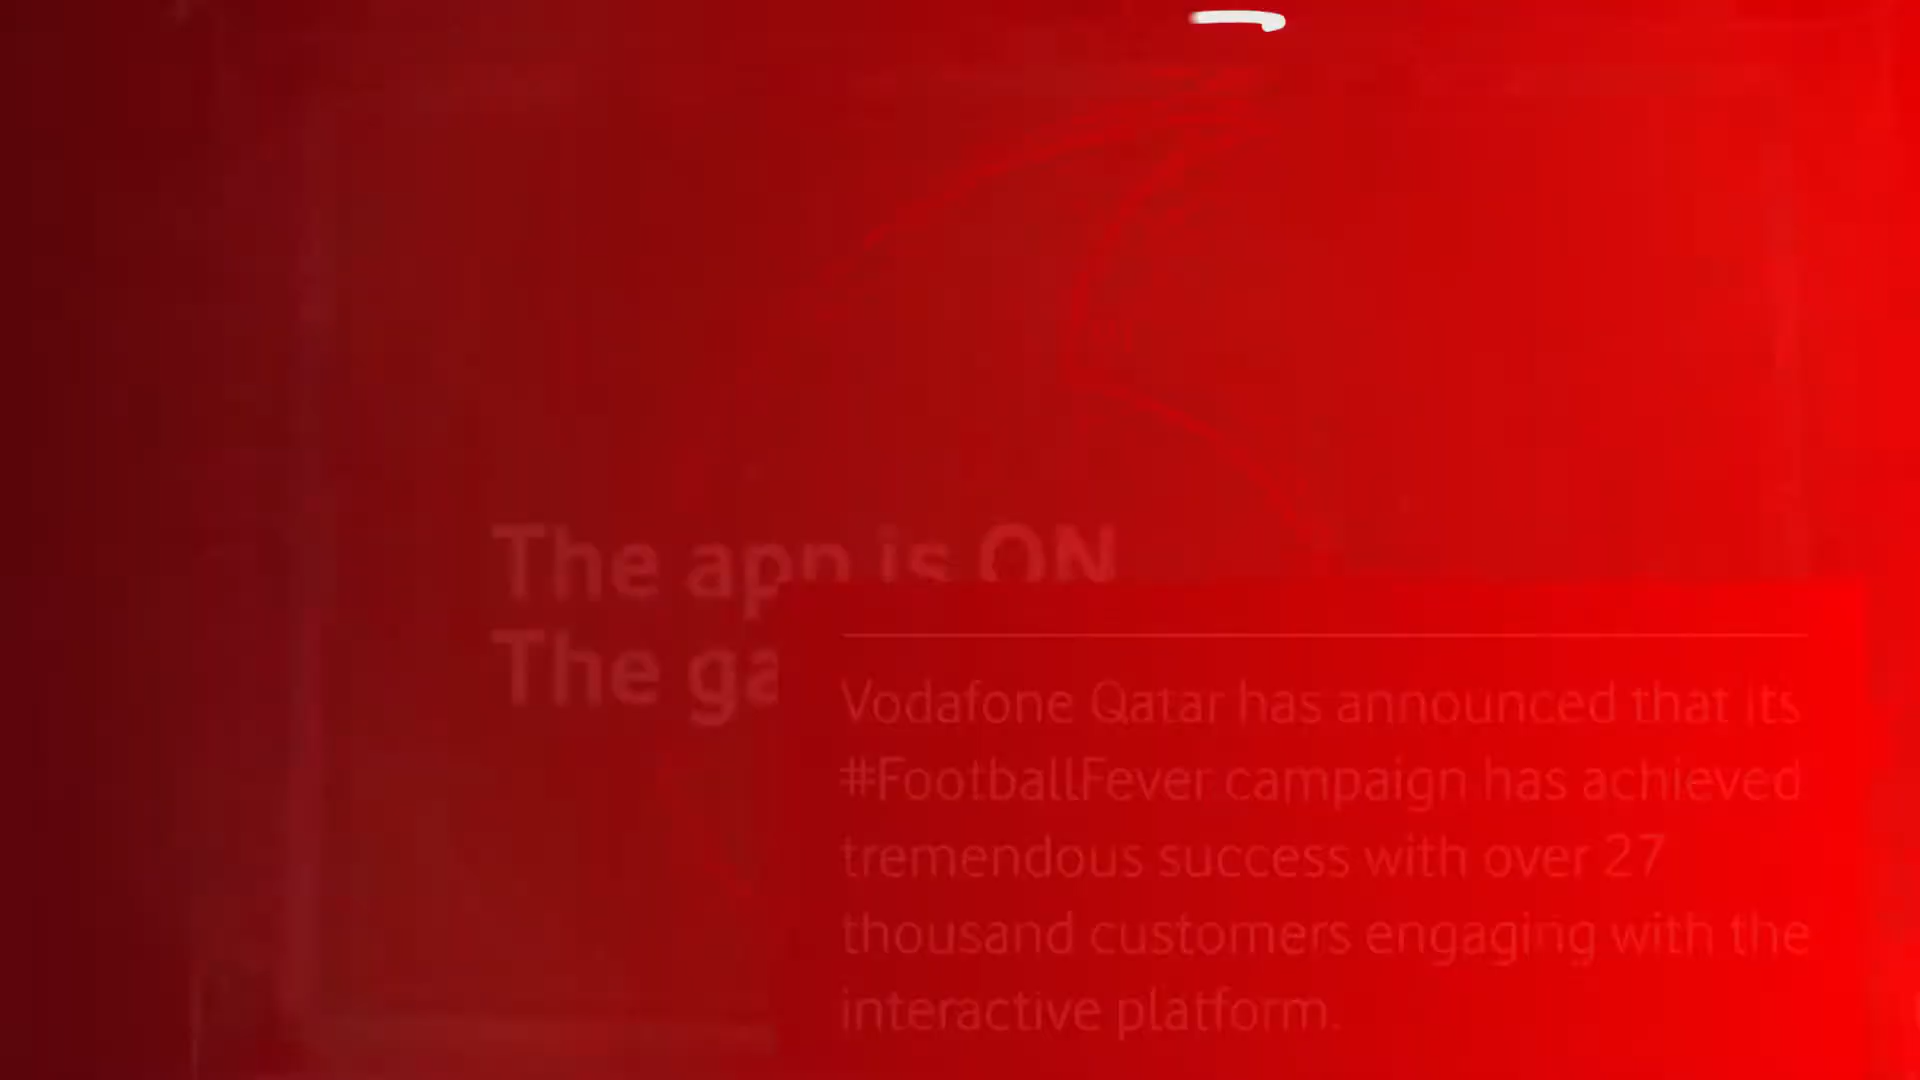 The app is ON
The ga
Vodafone Qatar has announced that its
#FootballFever campaign has achieved
tremendous success with over 27
thousand customers engaging with the
interactive platform.